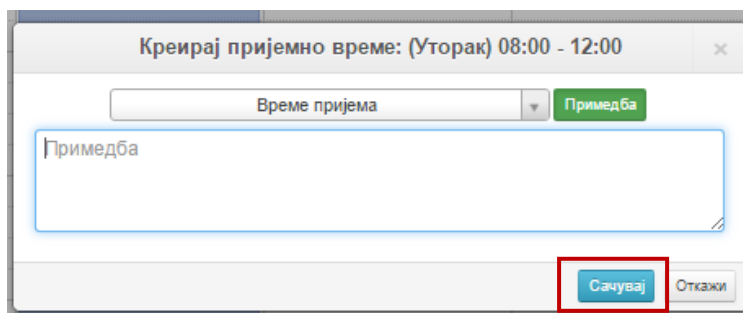 Креирај пријемно време: (Уторак) 08:00 - 12:00 ×
Време пријема Примедба
Примедба
Сачувај Откажи